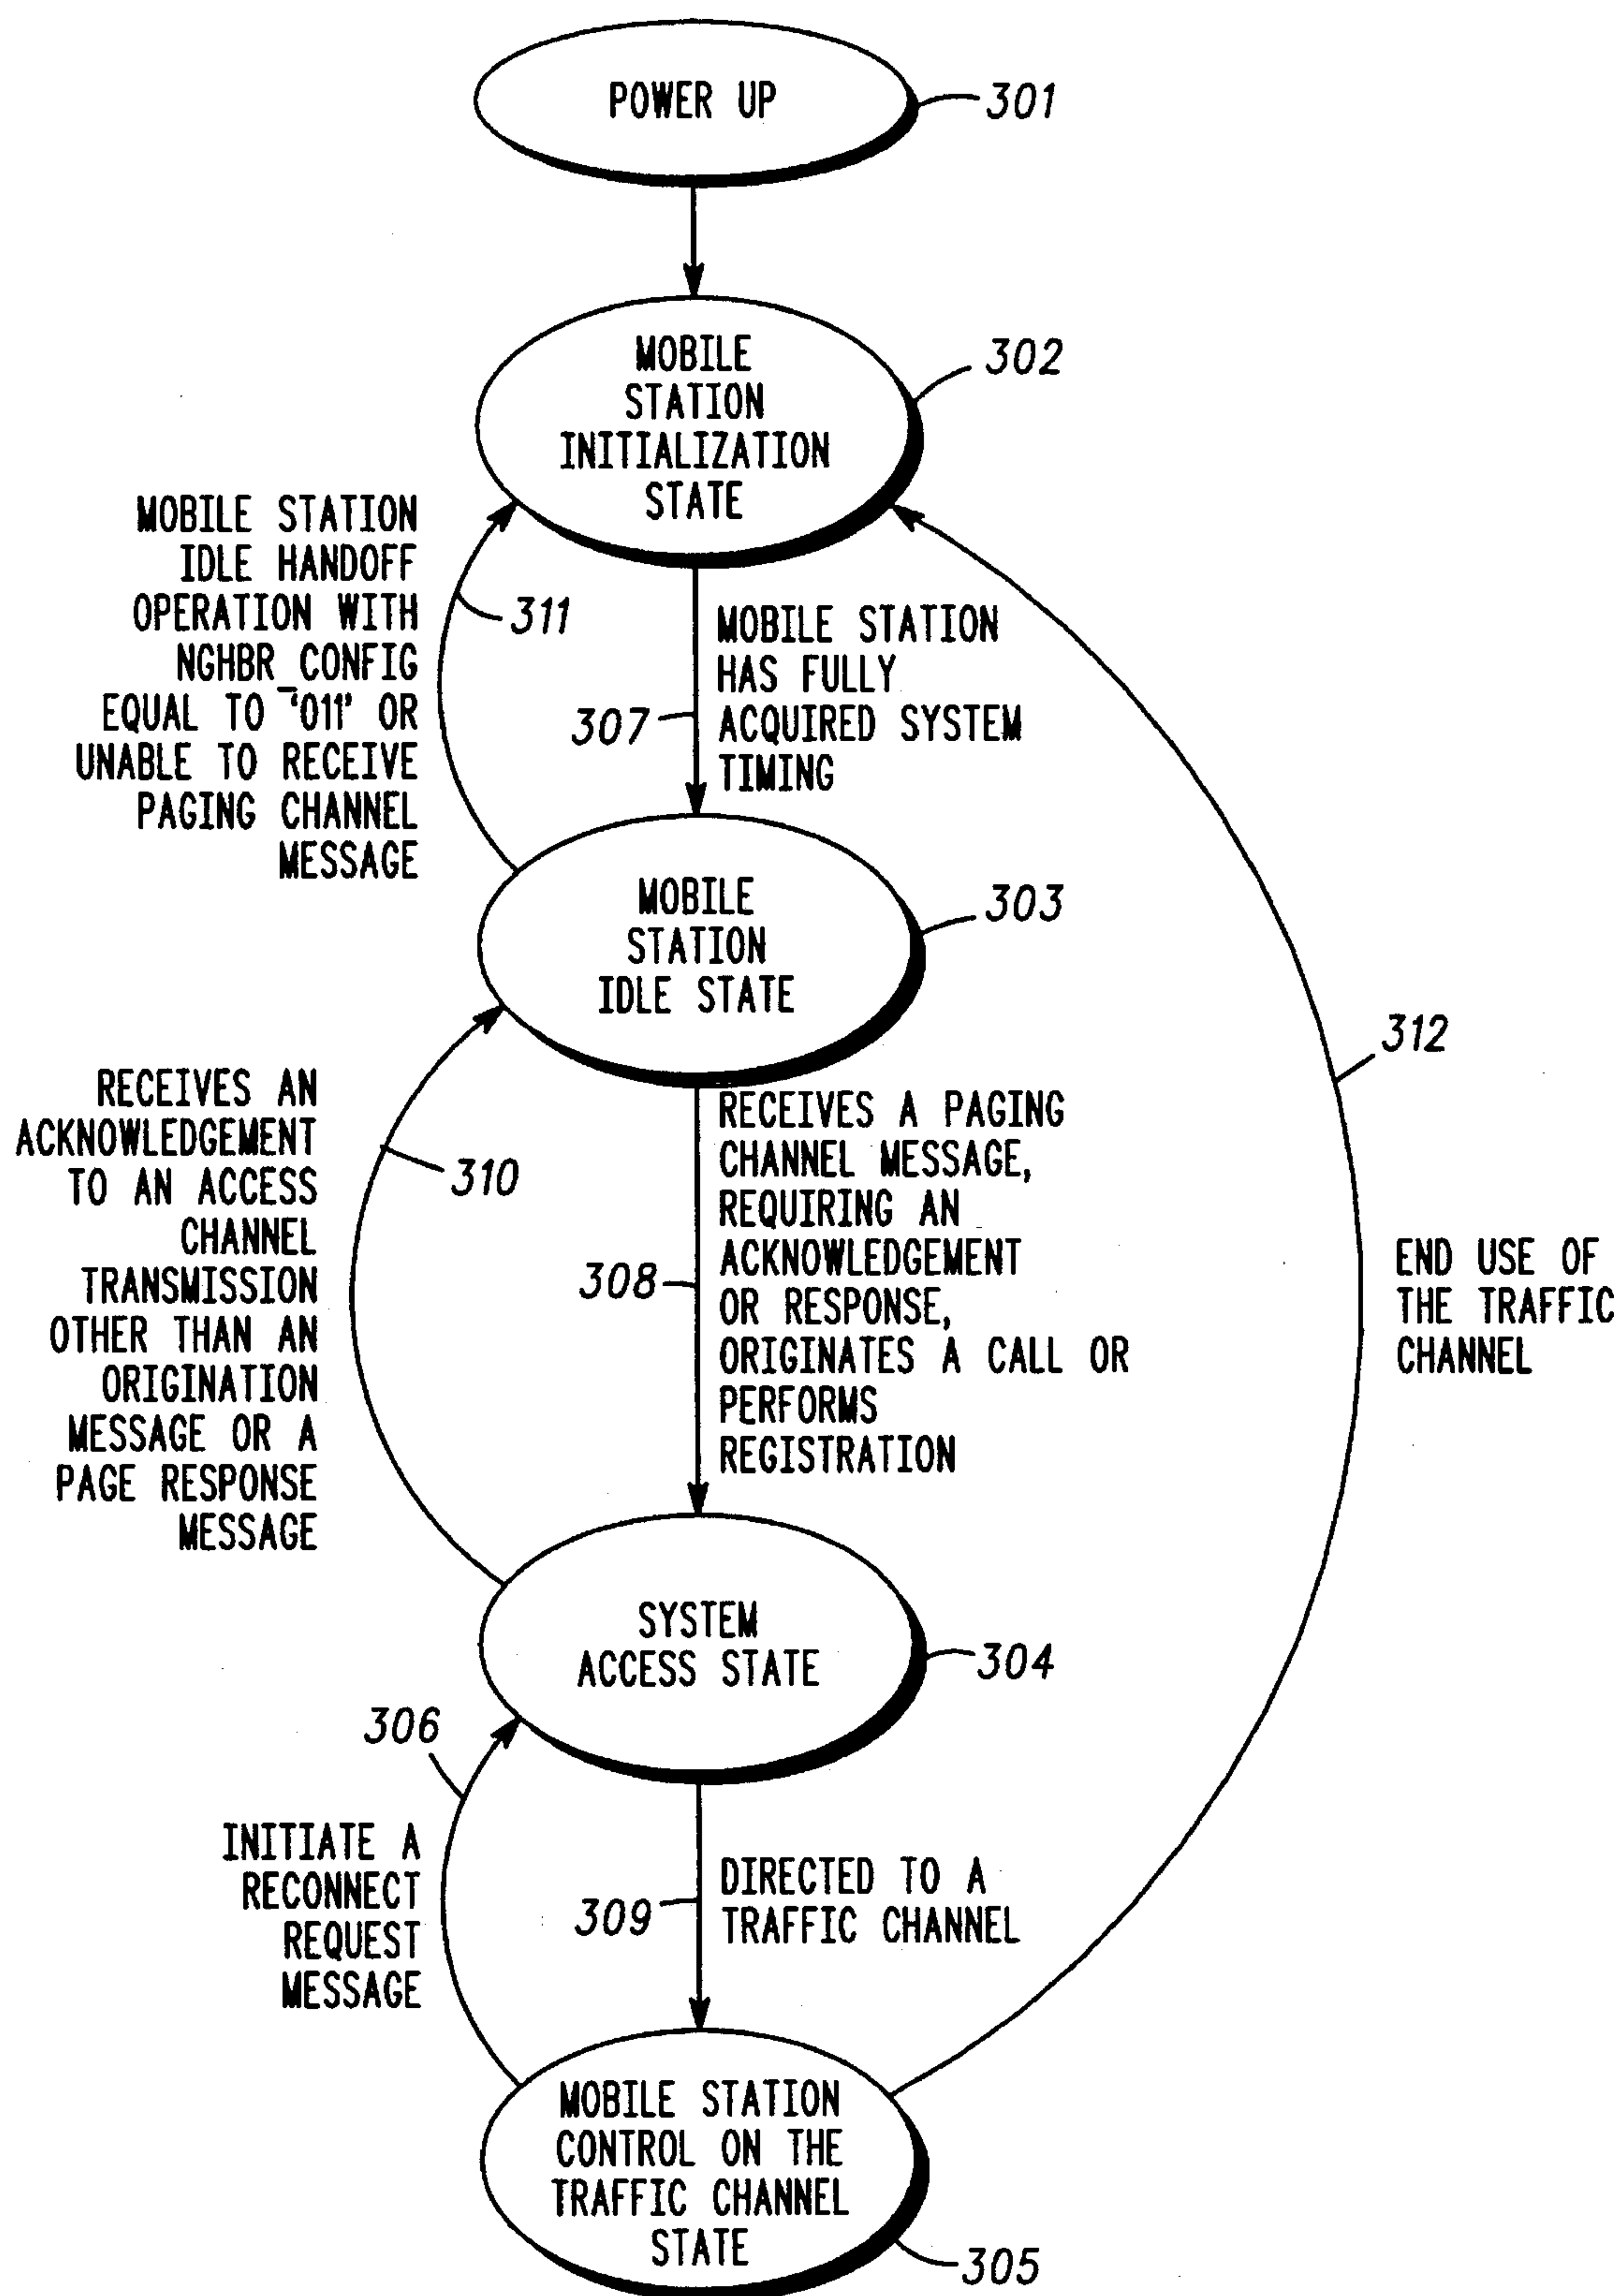 POWER UP
301
MOBILE
STATION
INITIALIZATION
STATE
302
MOBILE STATION
IDLE HANDOFF
OPERATION WITH
NGHBR_CONFIG
EQUAL TO '011' OR
UNABLE TO RECEIVE
PAGING CHANNEL
MESSAGE
311
307
MOBILE STATION
HAS FULLY
ACQUIRED SYSTEM
TIMING
MOBILE
STATION
IDLE STATE
303
312
RECEIVES AN
ACKNOWLEDGEMENT
TO AN ACCESS
CHANNEL
TRANSMISSION
OTHER THAN AN
ORIGINATION
MESSAGE OR A
PAGE RESPONSE
MESSAGE
310
308
RECEIVES A PAGING
CHANNEL MESSAGE,
REQUIRING AN
ACKNOWLEDGEMENT
OR RESPONSE,
ORIGINATES A CALL OR
PERFORMS
REGISTRATION
END USE OF
THE TRAFFIC
CHANNEL
SYSTEM
ACCESS STATE
304
306
INITIATE A
RECONNECT
REQUEST
MESSAGE
309
DIRECTED TO A
TRAFFIC CHANNEL
MOBILE STATION
CONTROL ON THE
TRAFFIC CHANNEL
STATE
305